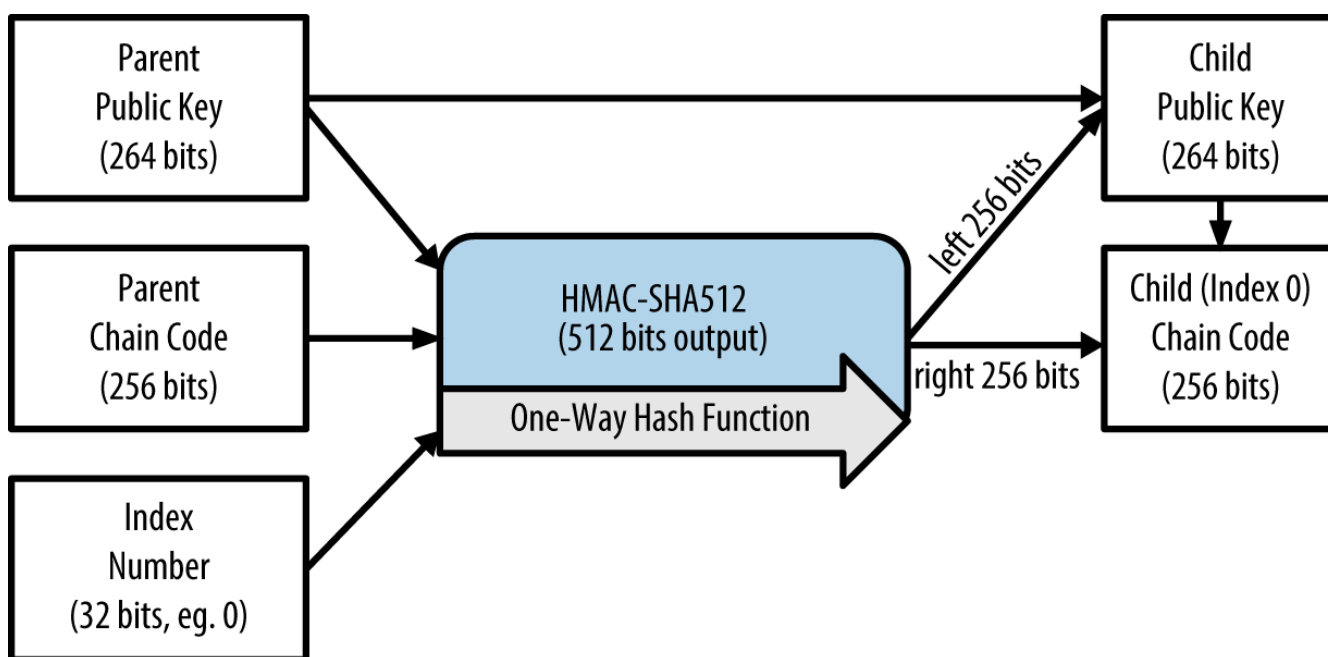 Parent
Public Key
(264 bits)
Parent
Chain Code
(256 bits)
Index
Number
(32 bits, eg. 0)
HMAC-SHA512
(512 bits output)
One-Way Hash Function
left 256 bits
right 256 bits
Child
Public Key
(264 bits)
Child (Index 0)
Chain Code
(256 bits)